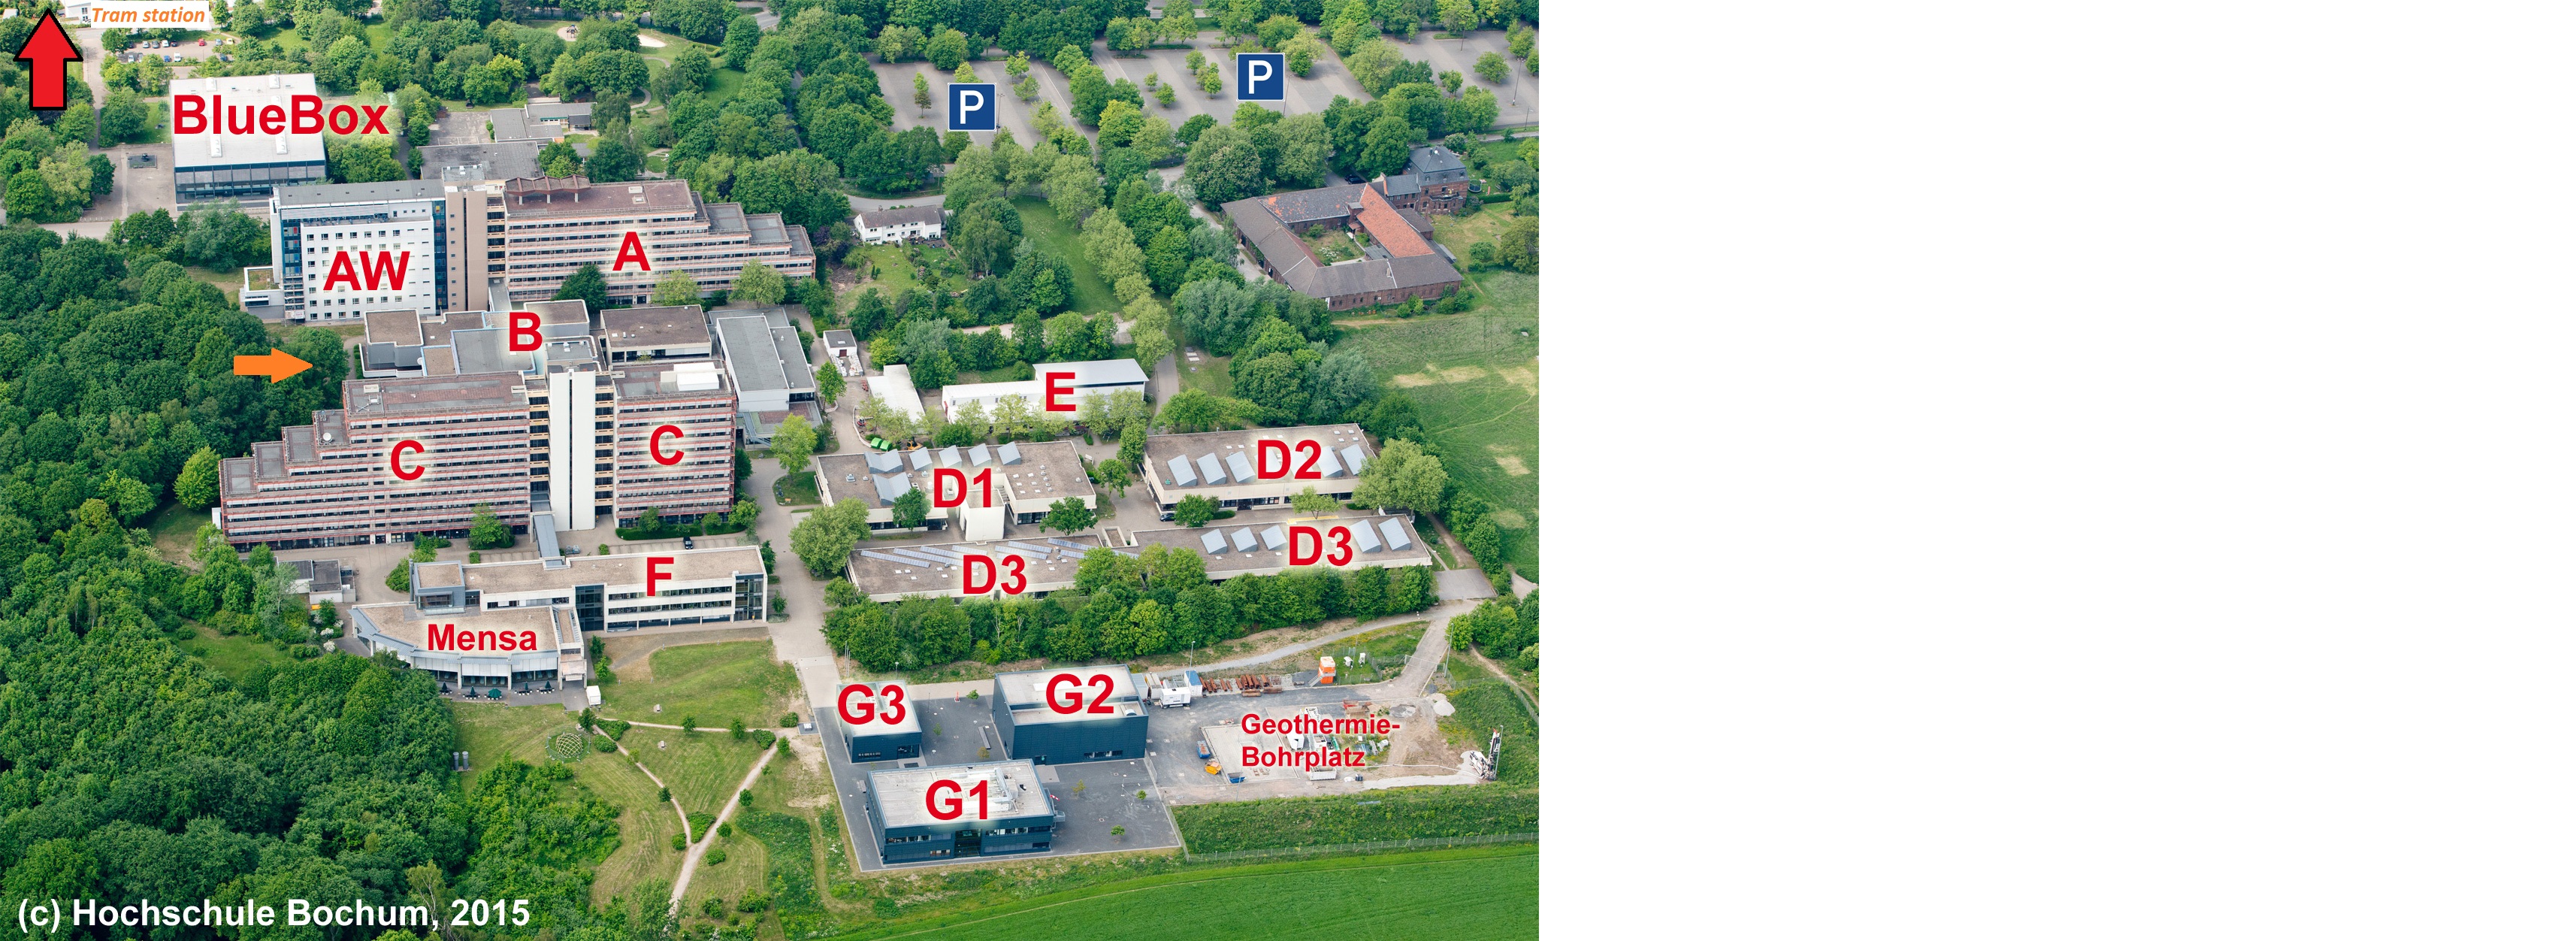 Tram station
BlueBox
P
P
A
AW
B
E
C
C
D1
D2
D3
D3
F
Mensa
G3
G2
Geothermie-
Bohrplatz
G1
(c) Hochschule Bochum, 2015